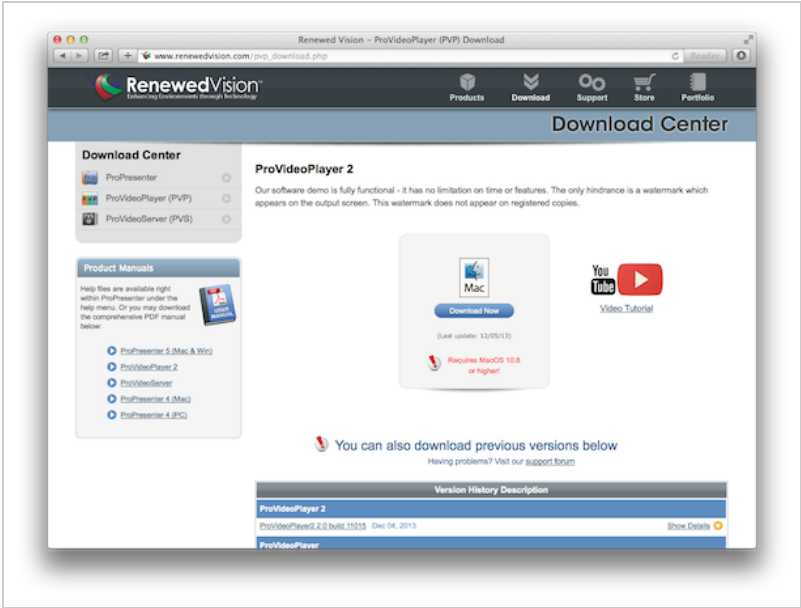 Renewed Vision – ProVideoPlayer (PVP) Download
www.renewedvision.com/pvp_download.php
Reader
RenewedVision
Enhancing Environments through Technology
Products
Download
Support
Store
Portfolio
Download Center
Download Center
ProPresenter
ProVideoPlayer (PVP)
ProVideoServer (PVS)
Product Manuals
Help files are available right
within ProPresenter under the
help menu. Or you may download
the comprehensive PDF manual
below:
USER
MANUAL
ProPresenter 5 (Mac & Win)
ProVideoPlayer 2
ProVideoServer
ProPresenter 4 (Mac)
ProPresenter 4 (PC)
ProVideoPlayer 2
Our software demo is fully functional - it has no limitation on time or features. The only hindrance is a watermark which
appears on the output screen. This watermark does not appear on registered copies.
Mac
Download Now
(Last update: 12/05/13)
Requires MacOS 10.8
or higher!
You
Tube
Video Tutorial
You can also download previous versions below
Having problems? Visit our support forum
Version History Description
ProVideoPlayer 2
ProVideoPlayer2 2.0 build 11015 Dec 04, 2013
Show Details
ProVideoPlayer